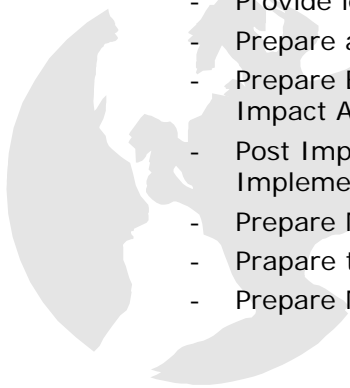 - Provide
- Prepare a
- Prepare
Impact A
- Post Imp
Impleme
- Prepare
- Prapare t
- Prepare